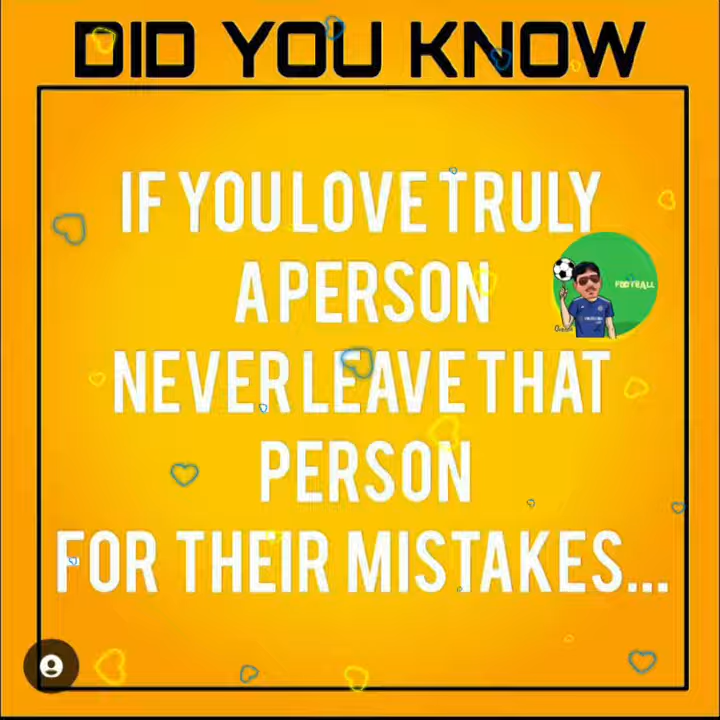 DID YOU KNOW
IF YOU LOVE TRULY
A PERSON
FOOTBALL
NEVER LEAVE THAT
PERSON
FOR THEIR MISTAKES...